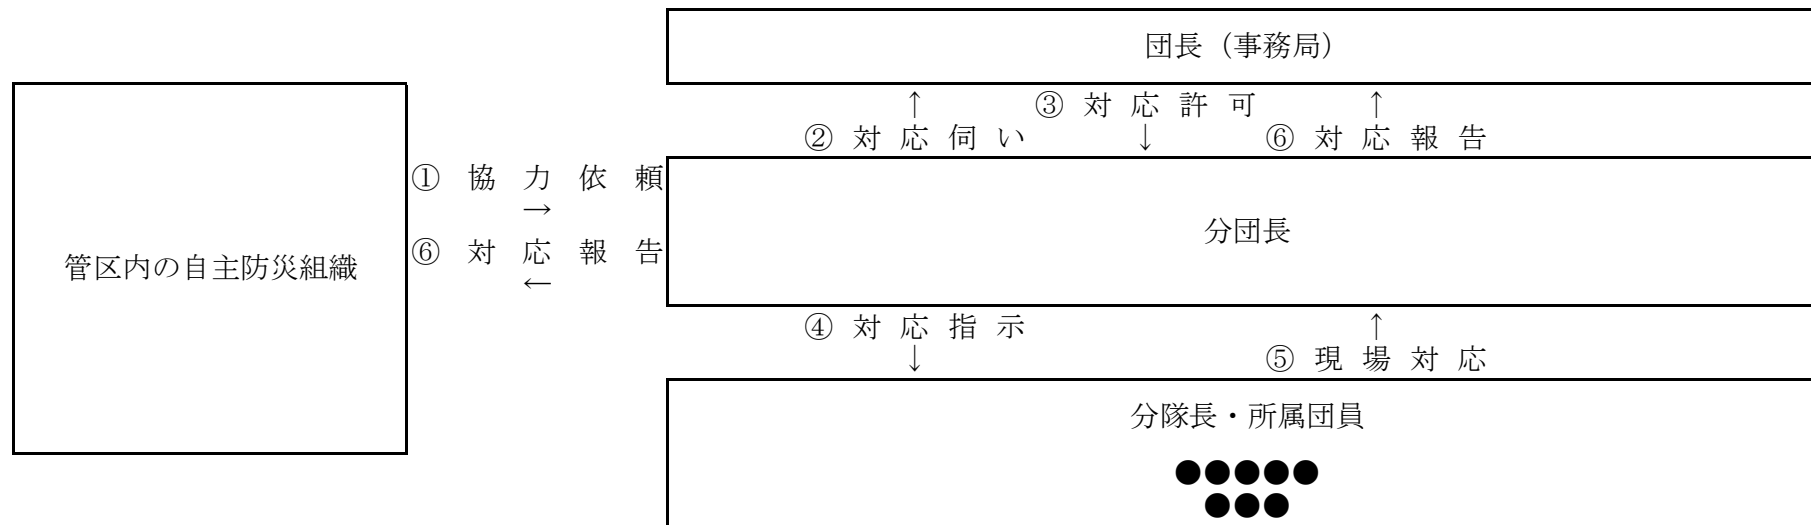 団長（事務局）
↑ ③対応許可 ↑
②対応伺い ↓ ⑥対応報告
①協力依頼
→
⑥対応報告
←
管区内の自主防災組織
分団長
④対応指示 ↑
↓ ⑤現場対応
分隊長・所属団員
●●●●●
●●●